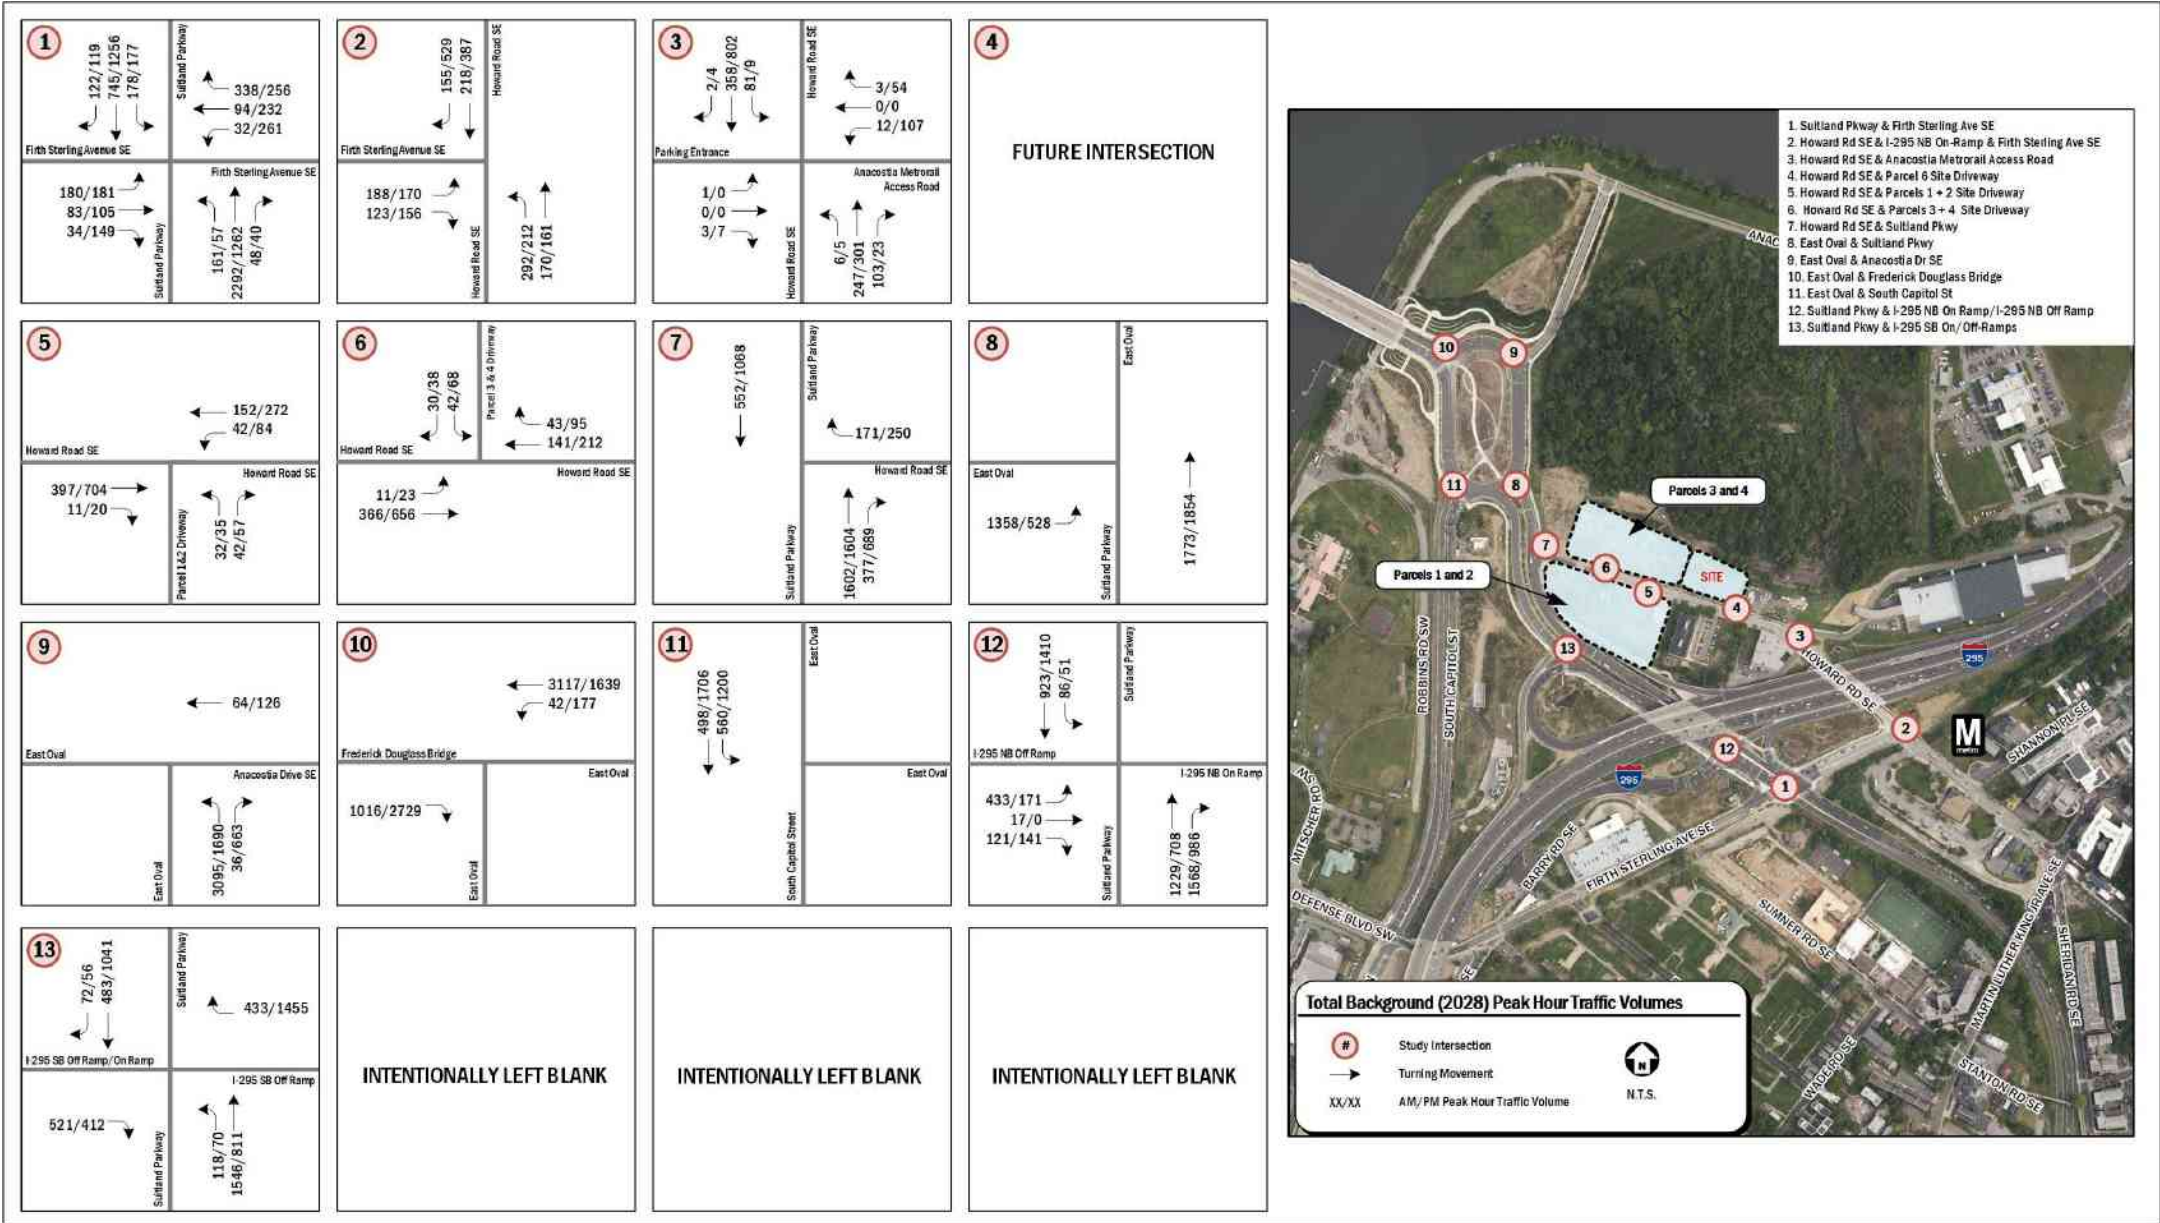 1
122/119
745/1256
178/177
Suitland Parkway
338/256
94/232
32/261
Firth Sterling Avenue SE
Firth Sterling Avenue SE
180/181
83/105
34/149
Suitland Parkway
161/57
2292/1262
48/40
2
155/529
218/387
Howard Road SE
Firth Sterling Avenue SE
188/170
123/156
Howard Road SE
292/212
170/161
3
2/4
358/802
81/9
Howard Road SE
3/54
0/0
12/107
Parking Entrance
Anacostia Metrorail
Access Road
1/0
0/0
3/7
Howard Road SE
6/5
247/301
103/23
4
FUTURE INTERSECTION
5
152/272
42/84
Howard Road SE
Howard Road SE
397/704
11/20
Parcel 1&2 Driveway
32/35
42/57
6
30/38
42/68
Parcel 3 & 4 Driveway
43/95
141/212
Howard Road SE
Howard Road SE
11/23
366/656
7
552/1068
Suitland Parkway
171/250
Howard Road SE
Suitland Parkway
1602/1604
377/689
8
East Oval
East Oval
1358/528
Suitland Parkway
1773/1854
9
64/126
East Oval
Anacostia Drive SE
East Oval
3095/1690
36/663
10
3117/1639
42/177
Frederick Douglass Bridge
East Oval
1016/2729
East Oval
11
498/1706
560/1200
East Oval
East Oval
South Capitol Street
12
923/1410
86/51
Suitland Parkway
I-295 NB Off Ramp
I-295 NB On Ramp
433/171
17/0
121/141
Suitland Parkway
1229/708
1568/986
13
72/56
483/1041
Suitland Parkway
433/1455
I-295 SB Off Ramp/On Ramp
I-295 SB Off Ramp
521/412
Suitland Parkway
118/70
1546/811
INTENTIONALLY LEFT BLANK
INTENTIONALLY LEFT BLANK
INTENTIONALLY LEFT BLANK
1. Suitland Pkway & Firth Sterling Ave SE
2. Howard Rd SE & I-295 NB On-Ramp & Firth Sterling Ave SE
3. Howard Rd SE & Anacostia Metrorail Access Road
4. Howard Rd SE & Parcel 6 Site Driveway
5. Howard Rd SE & Parcels 1 + 2 Site Driveway
6. Howard Rd SE & Parcels 3 + 4 Site Driveway
7. Howard Rd SE & Suitland Pkwy
8. East Oval & Suitland Pkwy
9. East Oval & Anacostia Dr SE
10. East Oval & Frederick Douglass Bridge
11. East Oval & South Capitol St
12. Suitland Pkwy & I-295 NB On Ramp/I-295 NB Off Ramp
13. Suitland Pkwy & I-295 SB On/Off-Ramps
ANAC
10
9
11
8
Parcels 3 and 4
7
6
SITE
Parcels 1 and 2
5
4
3
13
295
HOWARD RD SE
ROBBINS RD SW
SOUTH CAPITOL ST
2
M
metro
SHANNON PL SE
12
295
1
MITSCHER RD
BARRY RD SE
FIRTH STERLING AVE SE
DEFENSE BLVD SW
SUMNER RD SE
MARTIN LUTHER KING JR AVE SE
SHERIDAN RD SE
SE
WADE RD SE
STANTON RD SE
Total Background (2028) Peak Hour Traffic Volumes
#
Study Intersection
Turning Movement
XX/XX
AM/PM Peak Hour Traffic Volume
N
N.T.S.